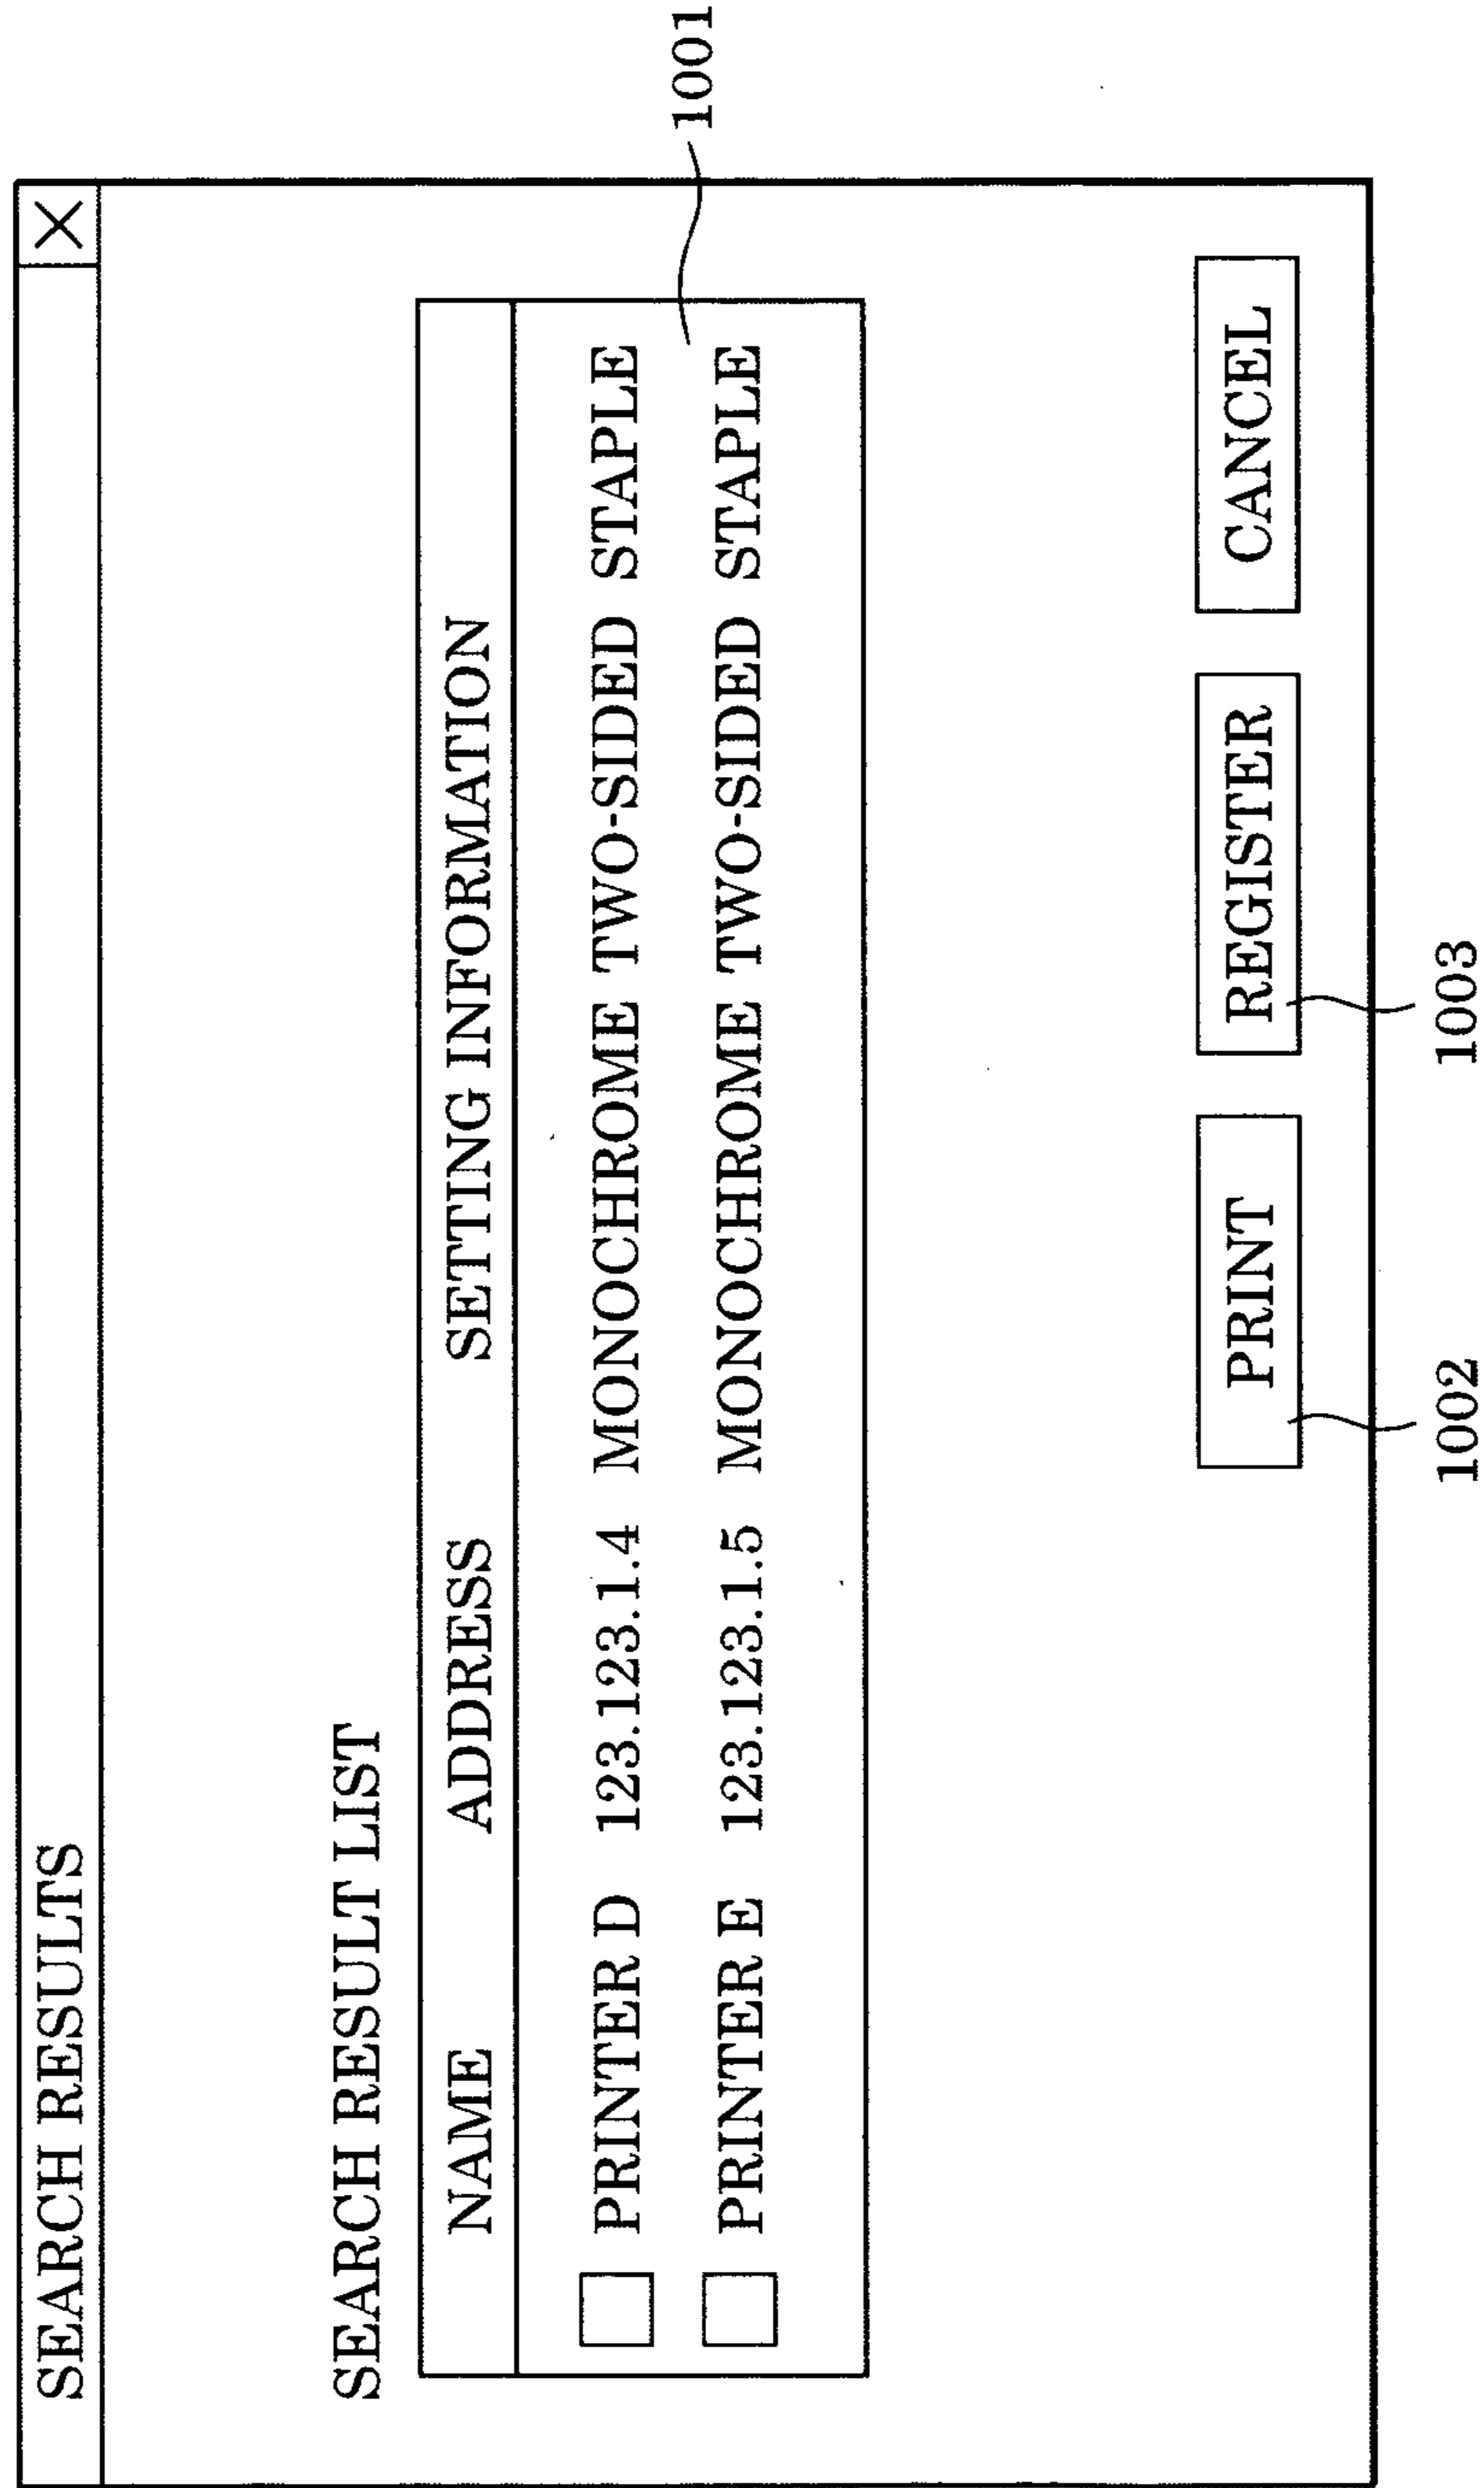 SEARCH RESULTS X
SEARCH RESULT LIST
NAME ADDRESS SETTING INFORMATION
PRINTER D 123.123.1.4 MONOCHROME TWO-SIDED STAPLE
PRINTER E 123.123.1.5 MONOCHROME TWO-SIDED STAPLE
1001
PRINT REGISTER CANCEL
1002 1003